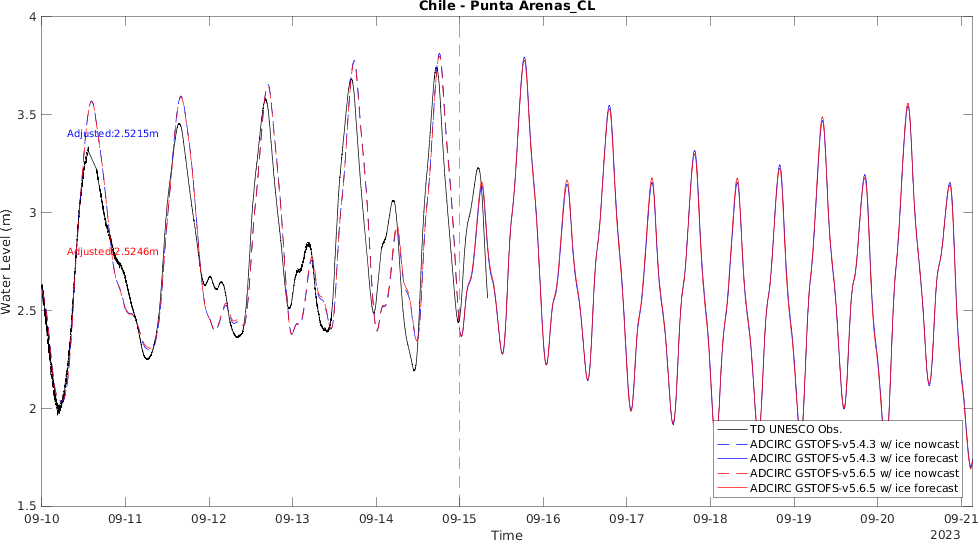 Chile - Punta Arenas_CL
4
3.5
3
2.5
2
1.5
Water Level (m)
Adjusted:2.5215m
Adjusted:2.5246m
TD UNESCO Obs.
ADCIRC GSTOFS-v5.4.3 w/ ice nowcast
ADCIRC GSTOFS-v5.4.3 w/ ice forecast
ADCIRC GSTOFS-v5.6.5 w/ ice nowcast
ADCIRC GSTOFS-v5.6.5 w/ ice forecast
09-10 09-11 09-12 09-13 09-14 09-15 09-16 09-17 09-18 09-19 09-20 09-21
Time
2023